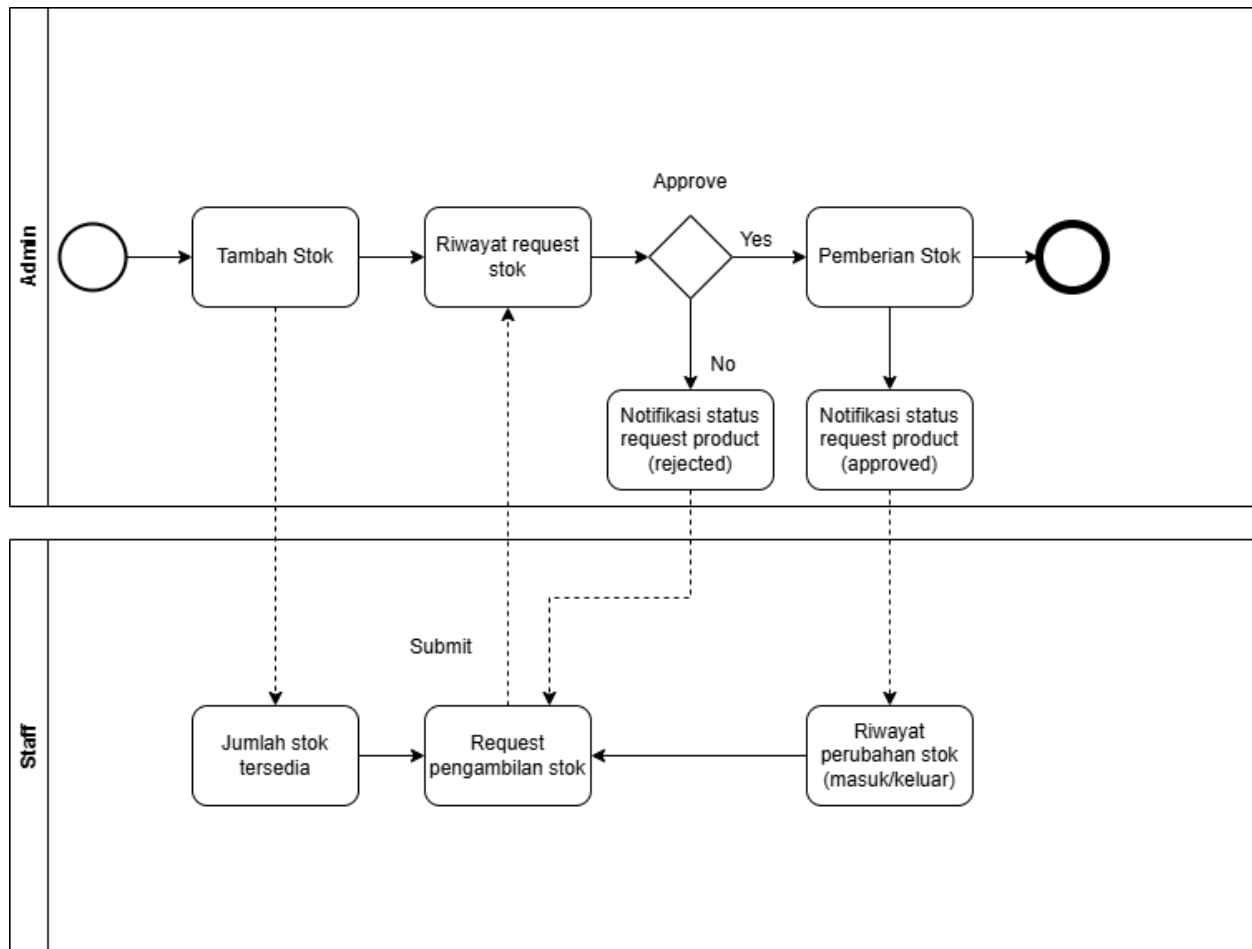 Admin
Tambah Stok
Riwayat request
stok
Approve
Yes
Pemberian Stok
No
Notifikasi status
request product
(rejected)
Notifikasi status
request product
(approved)
Staff
Submit
Jumlah stok
tersedia
Request
pengambilan stok
Riwayat
perubahan stok
(masuk/keluar)